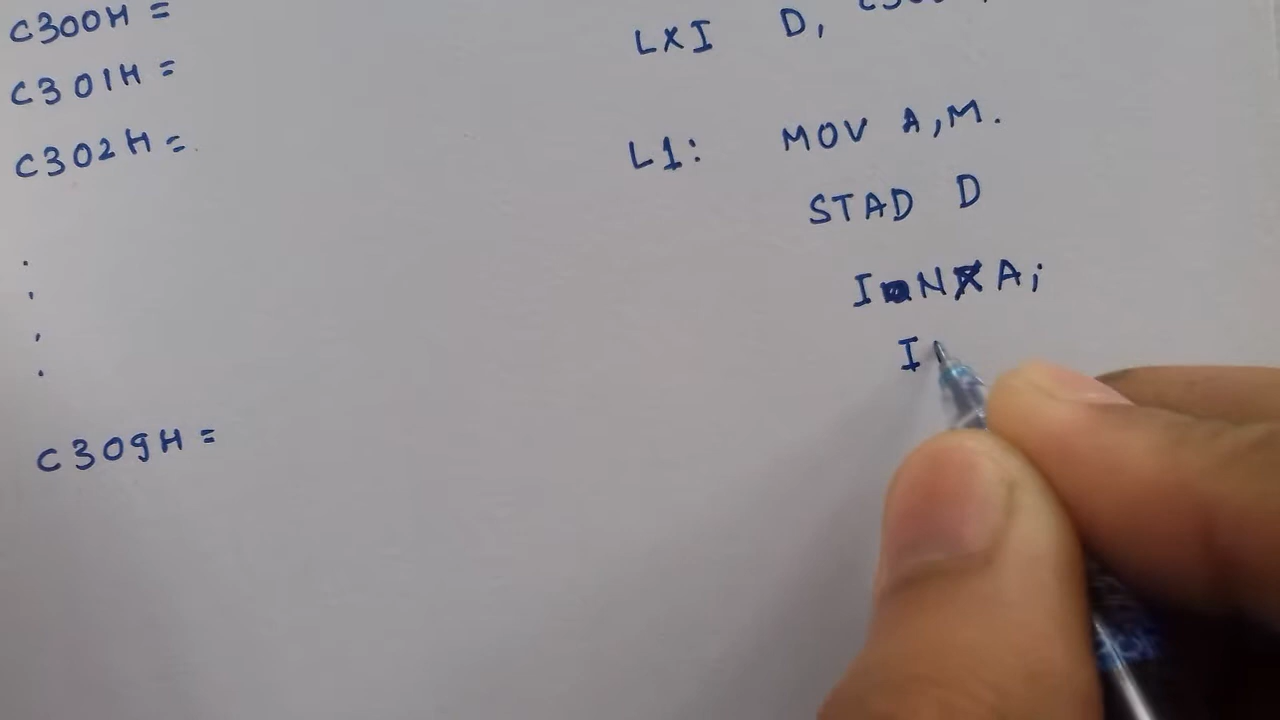 C300H =
C301H =
C302H =
.
.
.
.
C309H =
LXI D,
L1: MOV A,M.
STAD D
INX A;
I